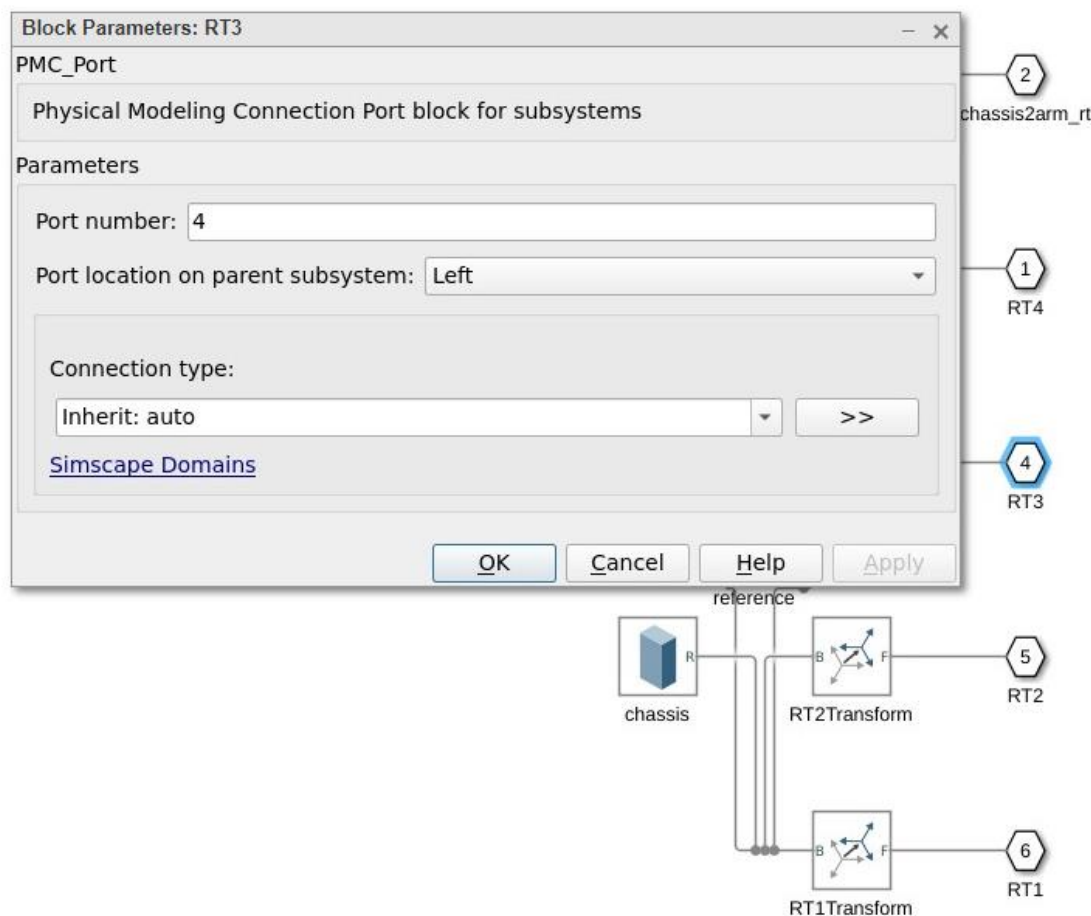 Block Parameters: RT3
PMC_Port
Physical Modeling Connection Port block for subsystems
Parameters
Port number: 4
Port location on parent subsystem: Left
Connection type:
Inherit: auto
>>
Simscape Domains
OK Cancel Help Apply
2
chassis2arm_rt
1
RT4
4
RT3
reference
R
chassis
B F
RT2Transform
5
RT2
B F
RT1Transform
6
RT1